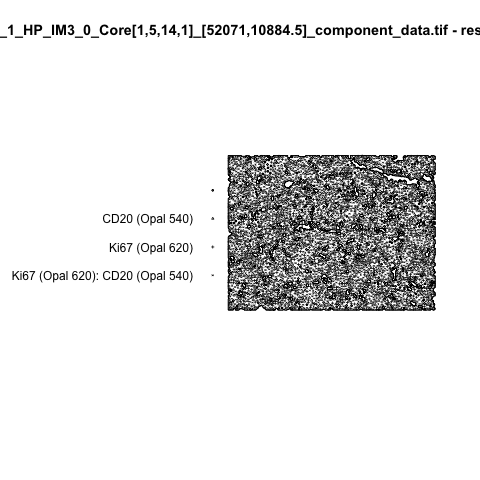 _1_HP_IM3_0_Core[1,5,14,1]_[52071,10884.5]_component_data.tif - res
CD20 (Opal 540)
Ki67 (Opal 620)
Ki67 (Opal 620): CD20 (Opal 540)